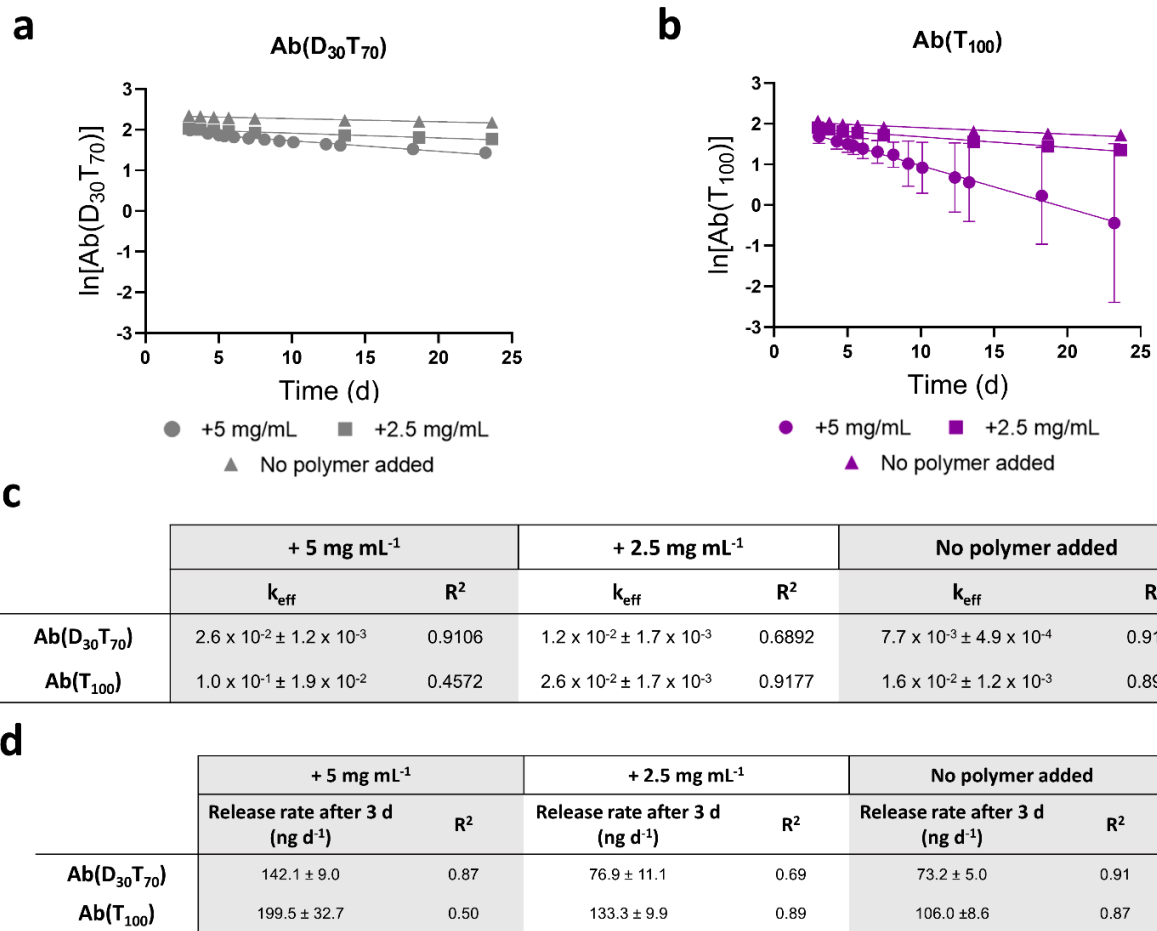 a
Ab(D₃₀T₇₀)
ln[Ab(D₃₀T₇₀)]
3
2
1
0
-1
-2
-3
0 5 10 15 20 25
Time (d)
+5 mg/mL +2.5 mg/mL
No polymer added
b
Ab(T₁₀₀)
ln[Ab(T₁₀₀)]
3
2
1
0
-1
-2
-3
0 5 10 15 20 25
Time (d)
+5 mg/mL +2.5 mg/mL
No polymer added
c
+ 5 mg mL⁻¹ + 2.5 mg mL⁻¹ No polymer added
k_eff R² k_eff R² k_eff R
Ab(D₃₀T₇₀) 2.6 x 10⁻² ± 1.2 x 10⁻³ 0.9106 1.2 x 10⁻² ± 1.7 x 10⁻³ 0.6892 7.7 x 10⁻³ ± 4.9 x 10⁻⁴ 0.91
Ab(T₁₀₀) 1.0 x 10⁻¹ ± 1.9 x 10⁻² 0.4572 2.6 x 10⁻² ± 1.7 x 10⁻³ 0.9177 1.6 x 10⁻² ± 1.2 x 10⁻³ 0.89
d
+ 5 mg mL⁻¹ + 2.5 mg mL⁻¹ No polymer added
Release rate after 3 d R² Release rate after 3 d R² Release rate after 3 d R²
(ng d⁻¹) (ng d⁻¹) (ng d⁻¹)
Ab(D₃₀T₇₀) 142.1 ± 9.0 0.87 76.9 ± 11.1 0.69 73.2 ± 5.0 0.91
Ab(T₁₀₀) 199.5 ± 32.7 0.50 133.3 ± 9.9 0.89 106.0 ±8.6 0.87